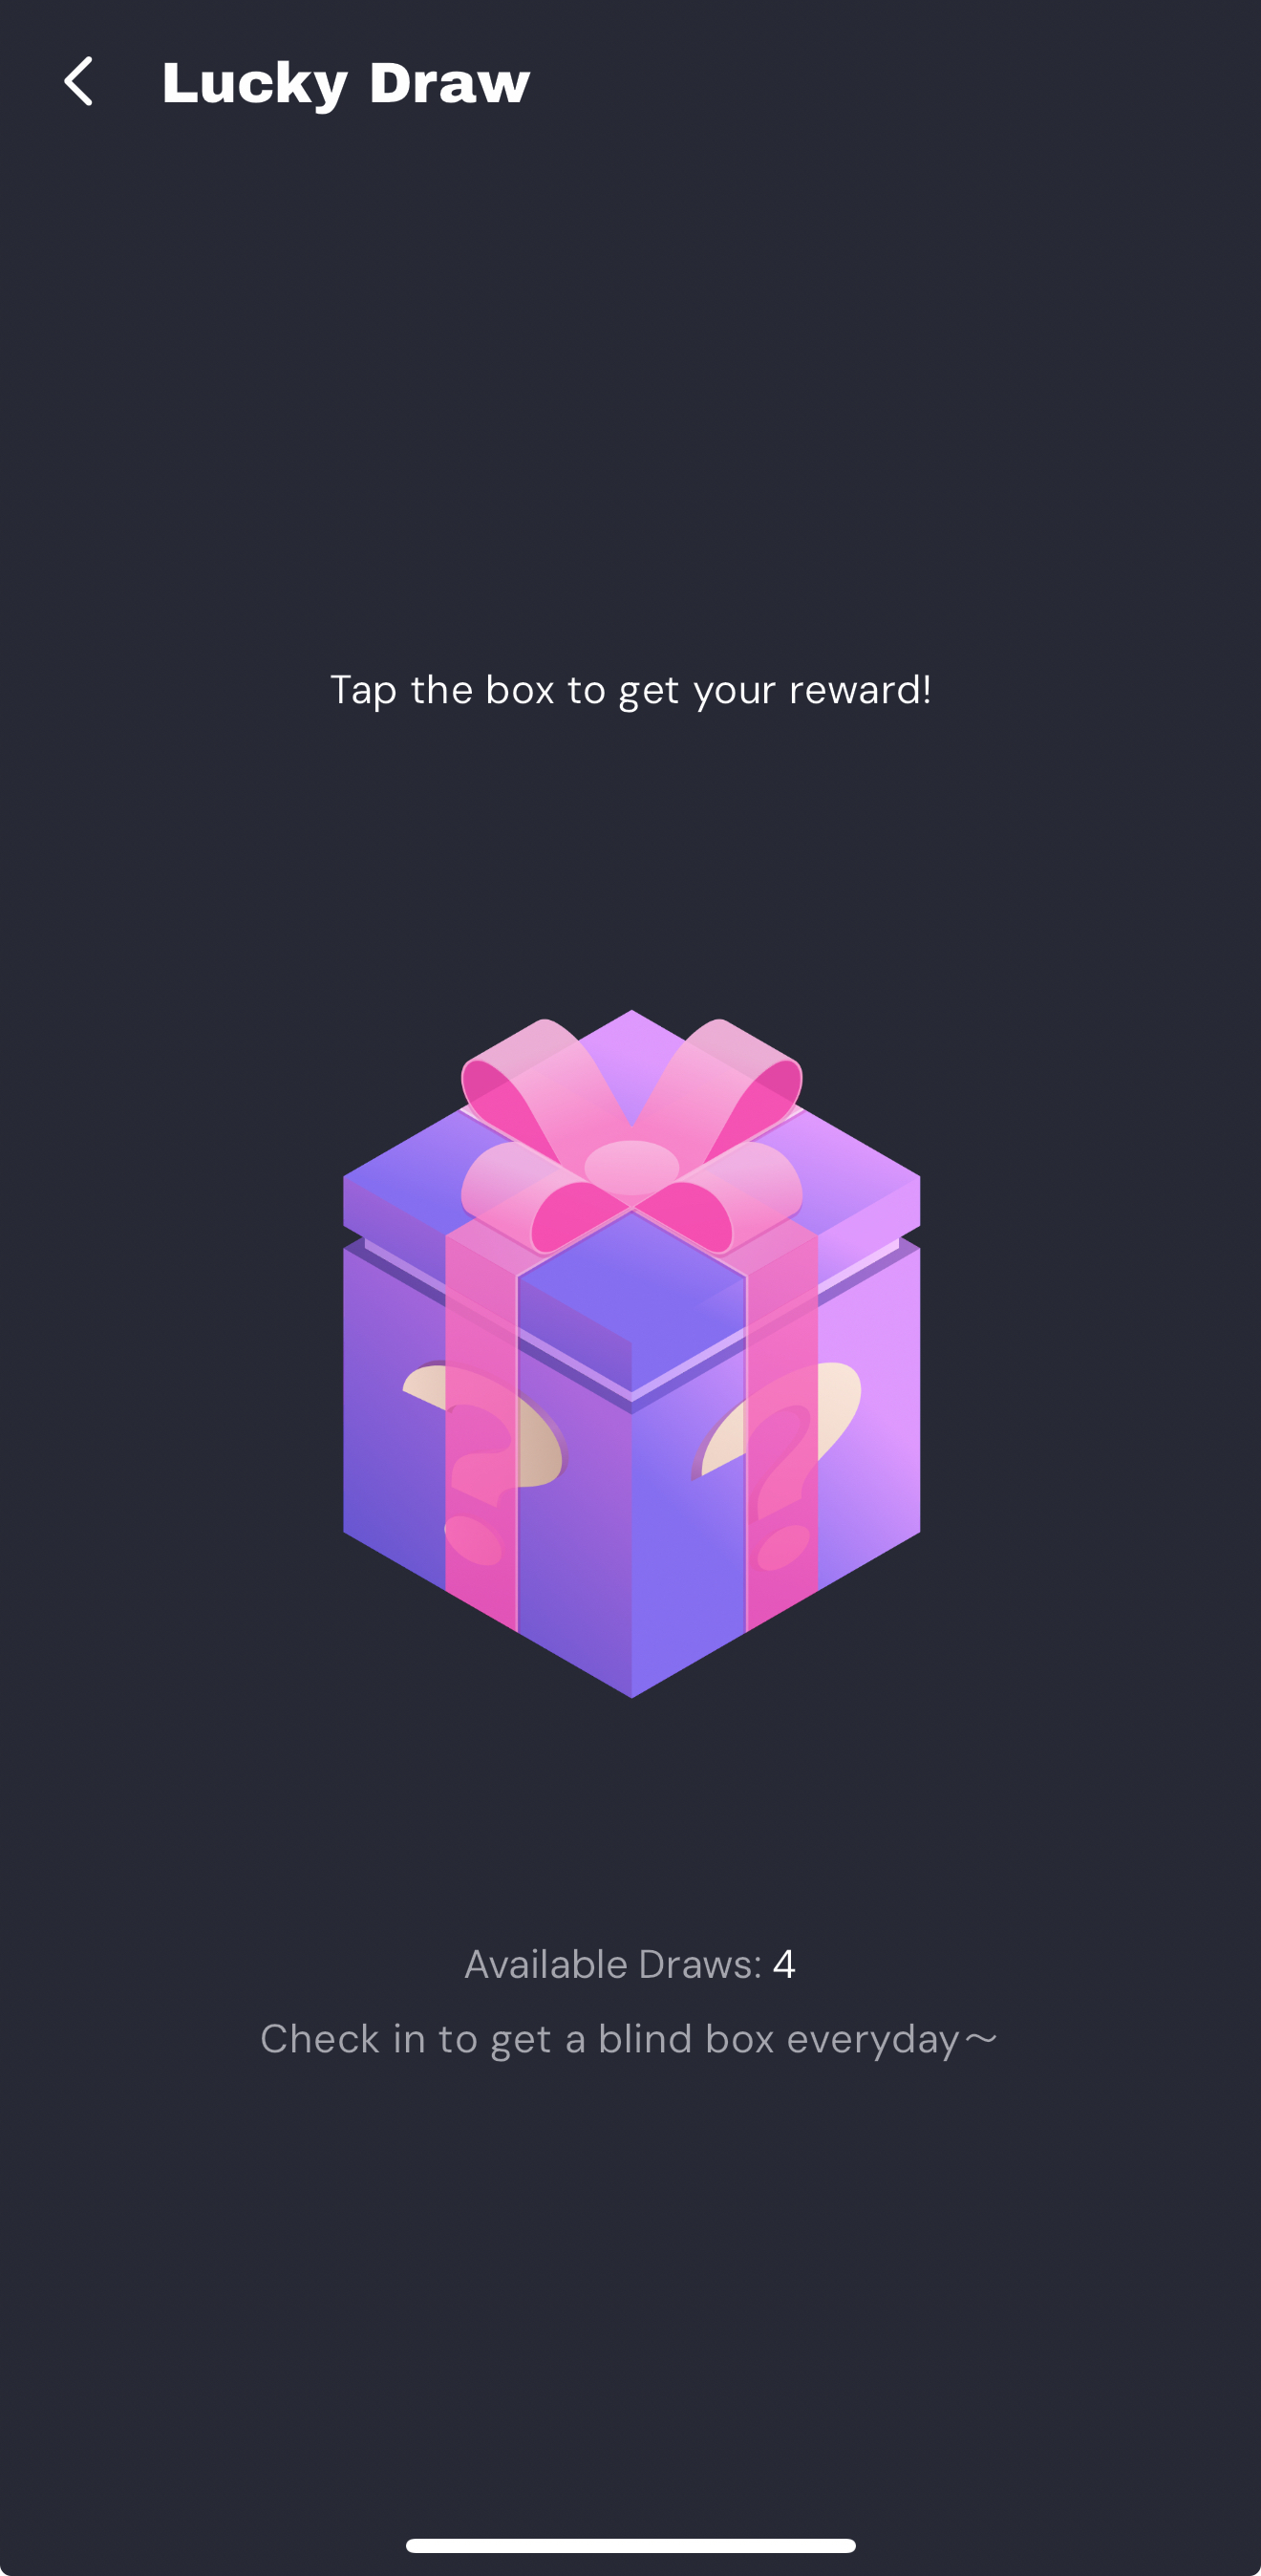 Lucky Draw
Tap the box to get your reward!
? ?
Available Draws: 4
Check in to get a blind box everyday～